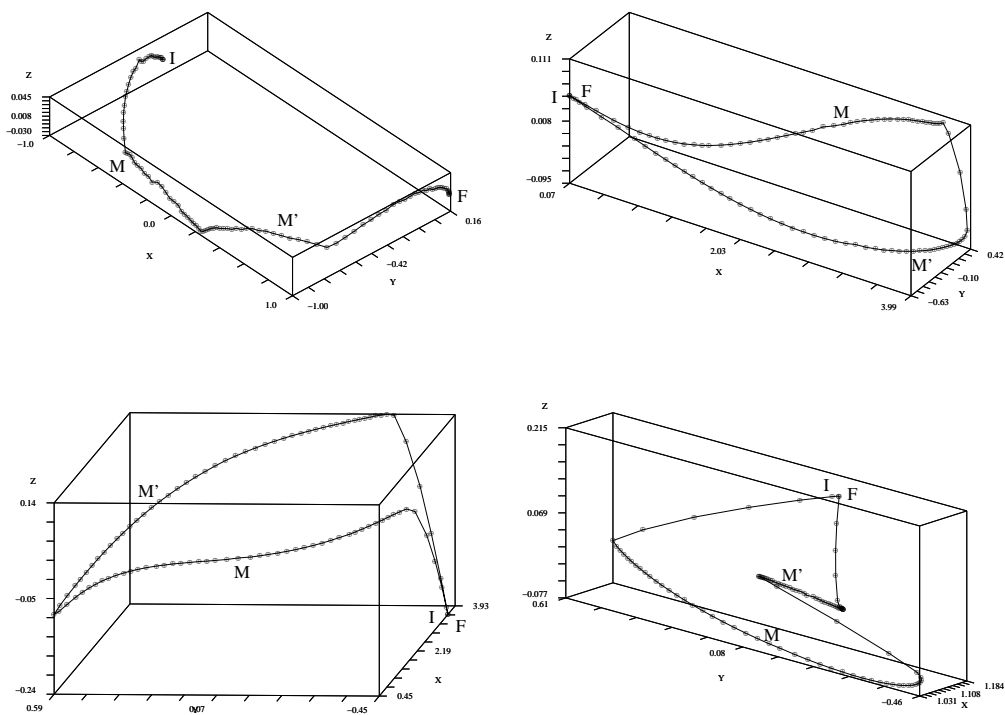 Z
0.045
0.008
−0.030
−1.0
0.0
X
1.0
−1.00
−0.42
Y
0.16
I
M
M'
F
Z
0.111
0.008
−0.095
0.07
2.03
X
3.99
−0.63
−0.10
Y
0.42
I F
M
M'
Z
0.14
−0.05
−0.24
0.59
−0.45
0.45
2.19
X
3.93
M'
M
I F
Z
0.215
0.069
−0.077
0.61
0.08
Y
−0.46
1.031
1.108
X
1.184
I F
M'
M